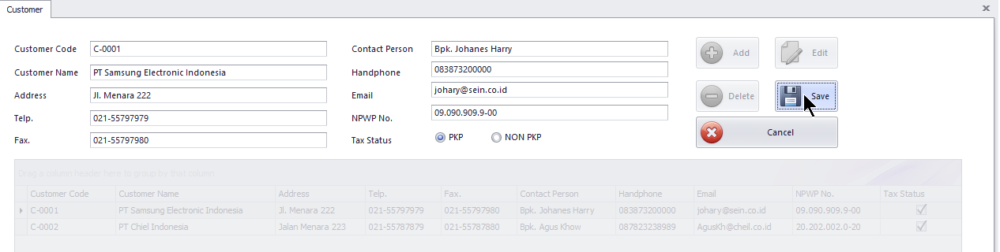 Customer
Customer Code C-0001 Contact Person Bpk. Johanes Harry Add Edit
Customer Name PT Samsung Electronic Indonesia Handphone 083873200000
Address Jl. Menara 222 Email johary@sein.co.id Delete Save
Telp. 021-55797979 NPWP No. 09.090.909.9-00
Fax. 021-55797980 Tax Status PKP NON PKP Cancel
Drag a column header here to group by that column
Customer Code Customer Name Address Telp. Fax. Contact Person Handphone Email NPWP No. Tax Status
C-0001 PT Samsung Electronic Indonesia Jl. Menara 222 021-55797979 021-55797980 Bpk. Johanes Harry 083873200000 johary@sein.co.id 09.090.909.9-00
C-0002 PT Chiel Indonesia Jalan Menara 223 021-55787879 021-55787880 Bpk. Agus Khow 087823238989 AgusKh@cheil.co.id 20.202.002.0-20